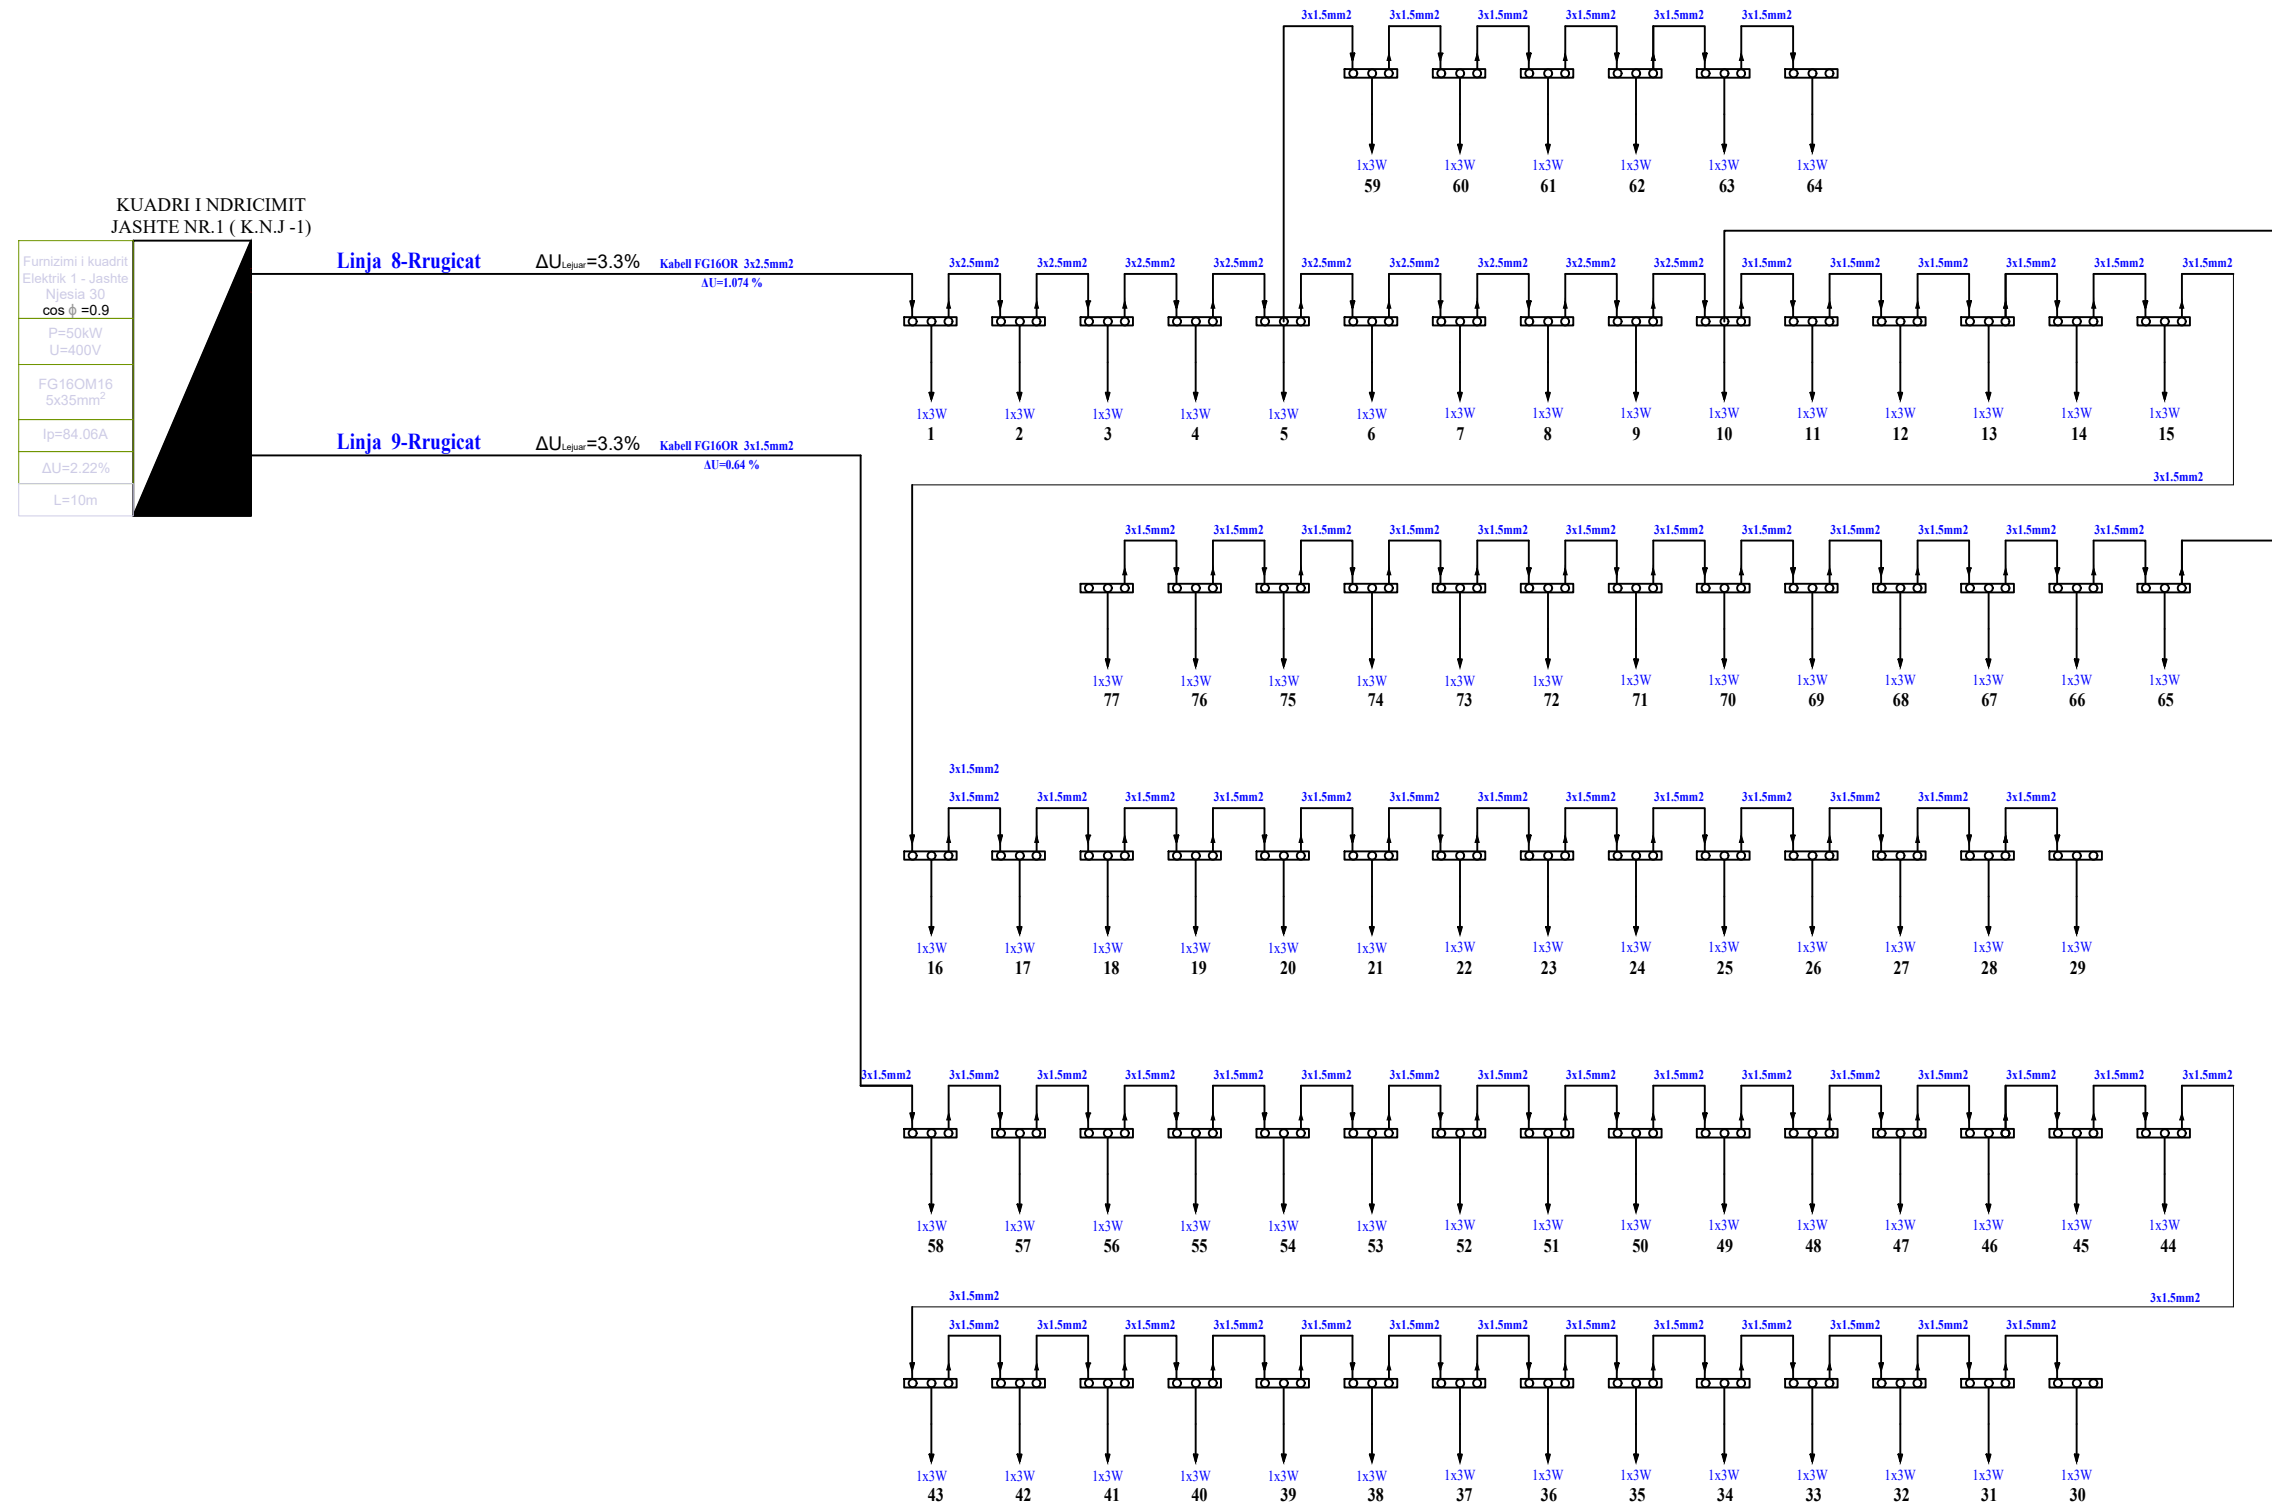 3x1.5mm2 3x1.5mm2 3x1.5mm2 3x1.5mm2 3x1.5mm2 3x1.5mm2
1x3W 1x3W 1x3W 1x3W 1x3W 1x3W
59 60 61 62 63 64
KUADRI I NDRICIMIT
JASHTE NR.1 ( K.N.J -1)
Furnizimi i kuadrit
Elektrik 1 - Jashte
Njesia 30
cos ϕ =0.9
P=50kW
U=400V
FG16OM16
5x35mm²
Ip=84.06A
ΔU=2.22%
L=10m
Linja 8-Rrugicat ΔULejuar=3.3% Kabell FG16OR 3x2.5mm2
ΔU=1.074 %
3x2.5mm2 3x2.5mm2 3x2.5mm2 3x2.5mm2 3x2.5mm2 3x2.5mm2 3x2.5mm2 3x2.5mm2 3x2.5mm2 3x1.5mm2 3x1.5mm2 3x1.5mm2 3x1.5mm2 3x1.5mm2 3x1.5mm2
1x3W 1x3W 1x3W 1x3W 1x3W 1x3W 1x3W 1x3W 1x3W 1x3W 1x3W 1x3W 1x3W 1x3W 1x3W
1 2 3 4 5 6 7 8 9 10 11 12 13 14 15
Linja 9-Rrugicat ΔULejuar=3.3% Kabell FG16OR 3x1.5mm2
ΔU=0.64 %
3x1.5mm2
3x1.5mm2 3x1.5mm2 3x1.5mm2 3x1.5mm2 3x1.5mm2 3x1.5mm2 3x1.5mm2 3x1.5mm2 3x1.5mm2 3x1.5mm2 3x1.5mm2 3x1.5mm2
1x3W 1x3W 1x3W 1x3W 1x3W 1x3W 1x3W 1x3W 1x3W 1x3W 1x3W 1x3W 1x3W
77 76 75 74 73 72 71 70 69 68 67 66 65
3x1.5mm2
3x1.5mm2 3x1.5mm2 3x1.5mm2 3x1.5mm2 3x1.5mm2 3x1.5mm2 3x1.5mm2 3x1.5mm2 3x1.5mm2 3x1.5mm2 3x1.5mm2 3x1.5mm2 3x1.5mm2
1x3W 1x3W 1x3W 1x3W 1x3W 1x3W 1x3W 1x3W 1x3W 1x3W 1x3W 1x3W 1x3W 1x3W
16 17 18 19 20 21 22 23 24 25 26 27 28 29
3x1.5mm2 3x1.5mm2 3x1.5mm2 3x1.5mm2 3x1.5mm2 3x1.5mm2 3x1.5mm2 3x1.5mm2 3x1.5mm2 3x1.5mm2 3x1.5mm2 3x1.5mm2 3x1.5mm2 3x1.5mm2 3x1.5mm2 3x1.5mm2
1x3W 1x3W 1x3W 1x3W 1x3W 1x3W 1x3W 1x3W 1x3W 1x3W 1x3W 1x3W 1x3W 1x3W 1x3W
58 57 56 55 54 53 52 51 50 49 48 47 46 45 44
3x1.5mm2 3x1.5mm2
3x1.5mm2 3x1.5mm2 3x1.5mm2 3x1.5mm2 3x1.5mm2 3x1.5mm2 3x1.5mm2 3x1.5mm2 3x1.5mm2 3x1.5mm2 3x1.5mm2 3x1.5mm2 3x1.5mm2
1x3W 1x3W 1x3W 1x3W 1x3W 1x3W 1x3W 1x3W 1x3W 1x3W 1x3W 1x3W 1x3W 1x3W
43 42 41 40 39 38 37 36 35 34 33 32 31 30